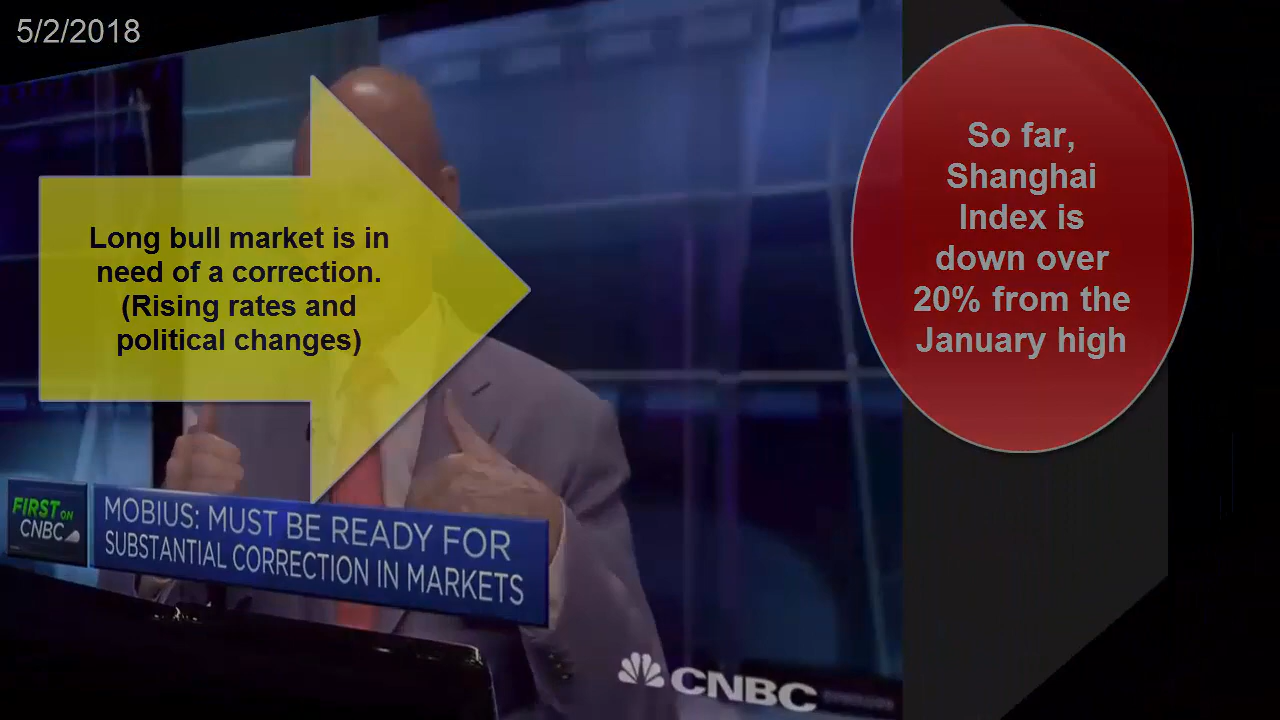 5/2/2018
Long bull market is in
need of a correction.
(Rising rates and
political changes)
So far,
Shanghai
Index is
down over
20% from the
January high
FIRST ON
CNBC
MOBIUS: MUST BE READY FOR
SUBSTANTIAL CORRECTION IN MARKETS
CNBC